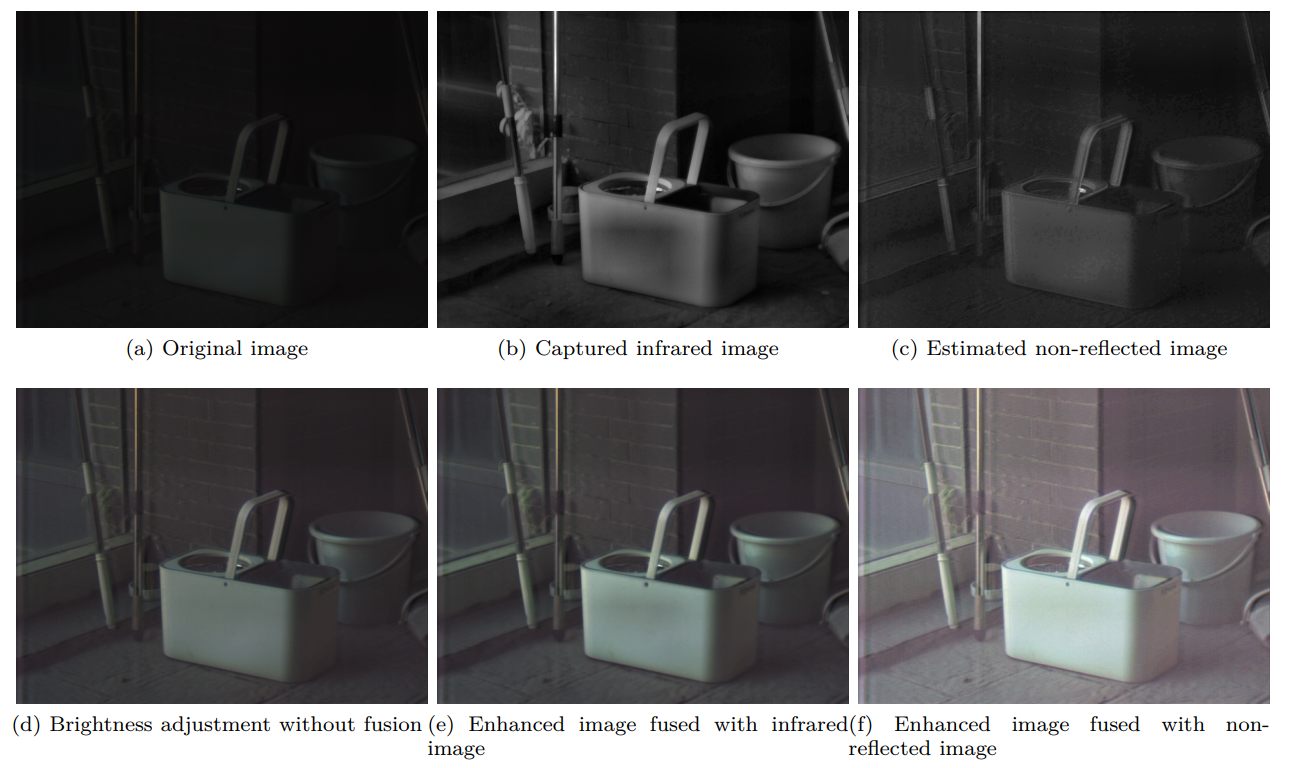 (a) Original image
(b) Captured infrared image
(c) Estimated non-reflected image
(d) Brightness adjustment without fusion
(e) Enhanced image fused with infrared
image
(f) Enhanced image fused with non-
reflected image